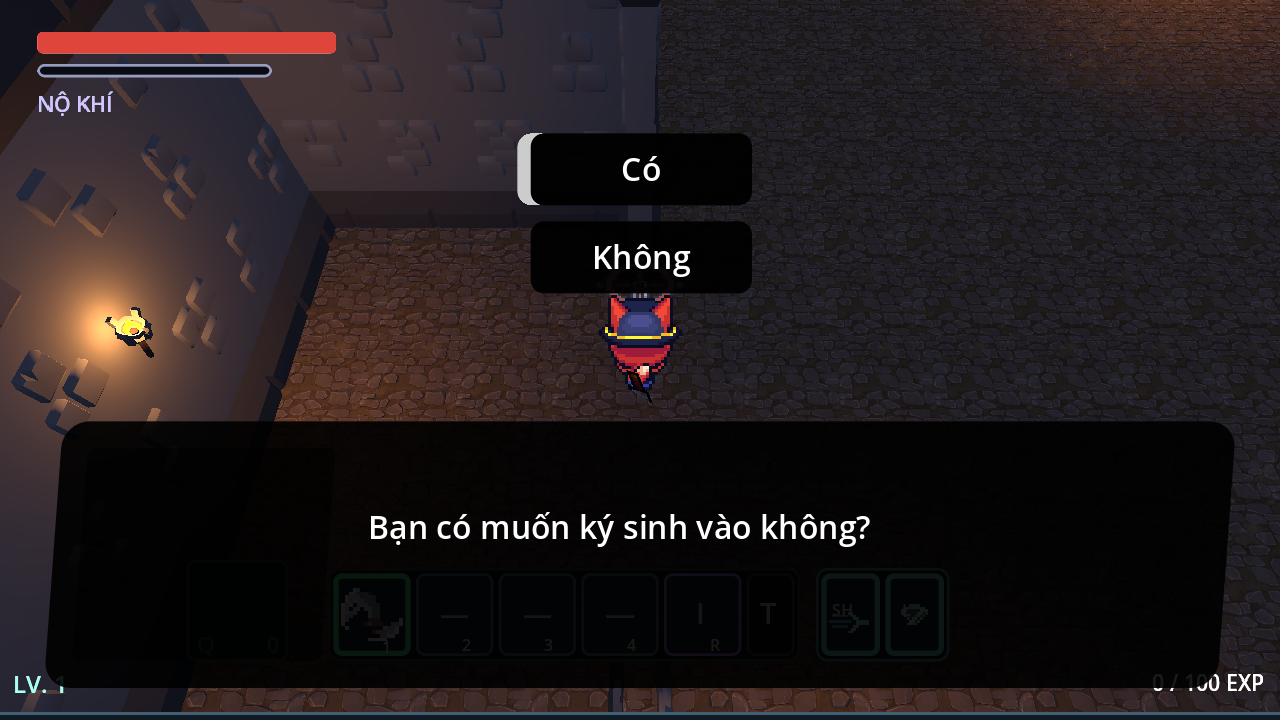 NỘ KHÍ
Có
Không
Bạn có muốn ký sinh vào không?
Q 0
1
2
3
4
R
T
SH
LV. 1
0 / 100 EXP